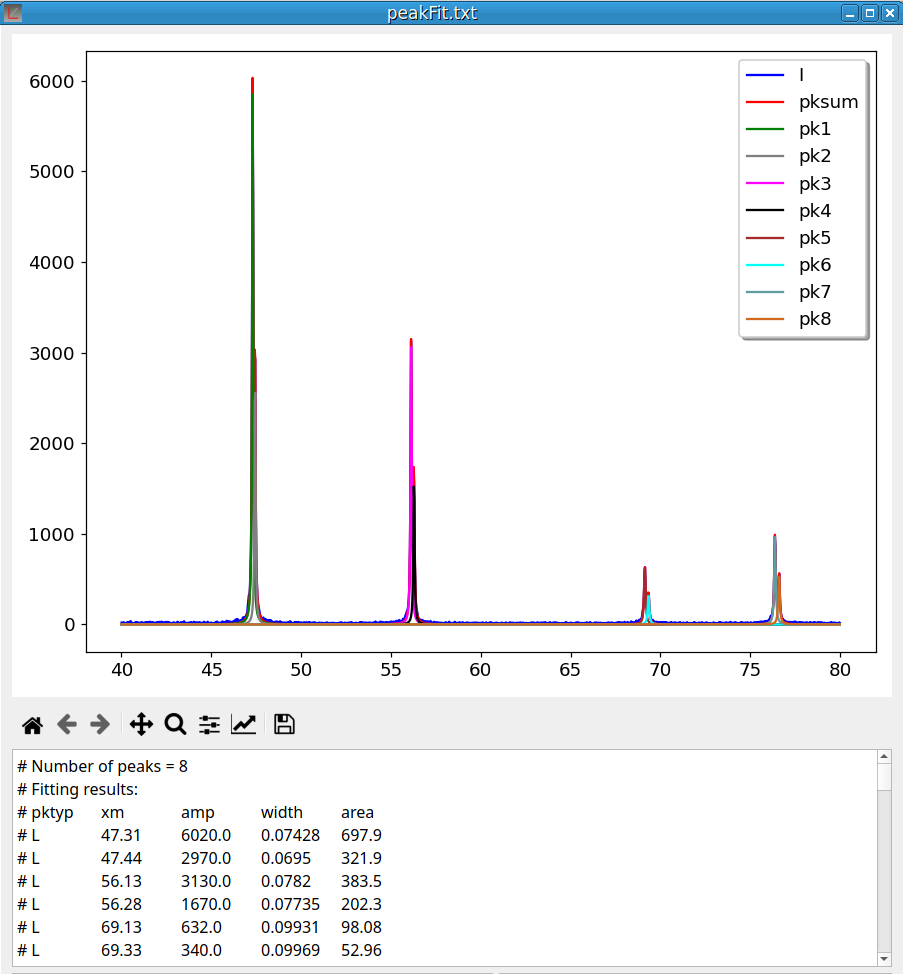 peakFit.txt
6000
5000
4000
3000
2000
1000
0
40 45 50 55 60 65 70 75 80
I
pksum
pk1
pk2
pk3
pk4
pk5
pk6
pk7
pk8
# Number of peaks = 8
# Fitting results:
# pktyp xm amp width area
# L 47.31 6020.0 0.07428 697.9
# L 47.44 2970.0 0.0695 321.9
# L 56.13 3130.0 0.0782 383.5
# L 56.28 1670.0 0.07735 202.3
# L 69.13 632.0 0.09931 98.08
# L 69.33 340.0 0.09969 52.96